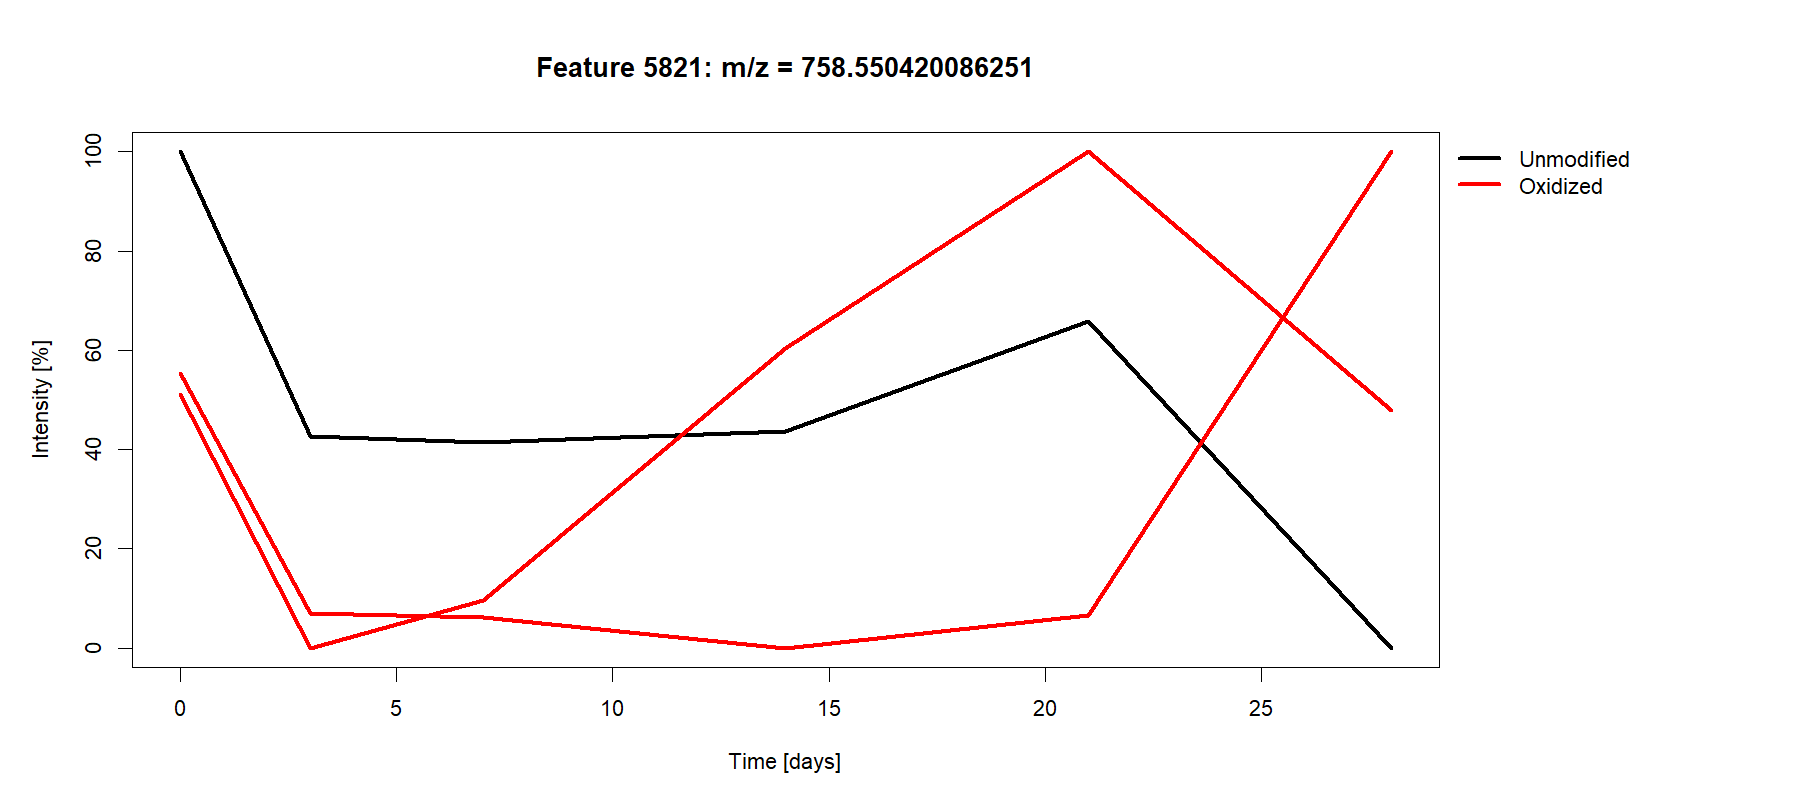 Feature 5821: m/z = 758.550420086251
Unmodified
Oxidized
Intensity [%]
100
80
60
40
20
0
0 5 10 15 20 25
Time [days]